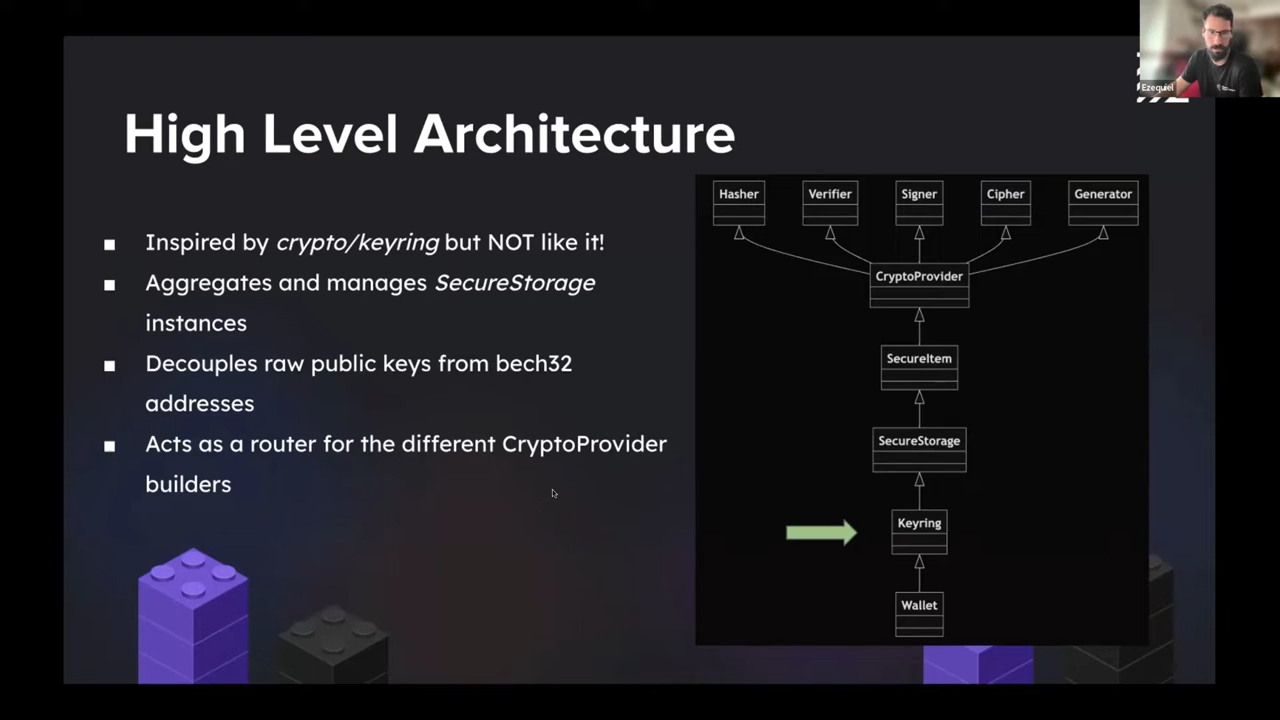 Ezequiel
High Level Architecture
■ Inspired by crypto/keyring but NOT like it!
■ Aggregates and manages SecureStorage
instances
■ Decouples raw public keys from bech32
addresses
■ Acts as a router for the different CryptoProvider
builders
Hasher Verifier Signer Cipher Generator
CryptoProvider
SecureItem
SecureStorage
Keyring
Wallet